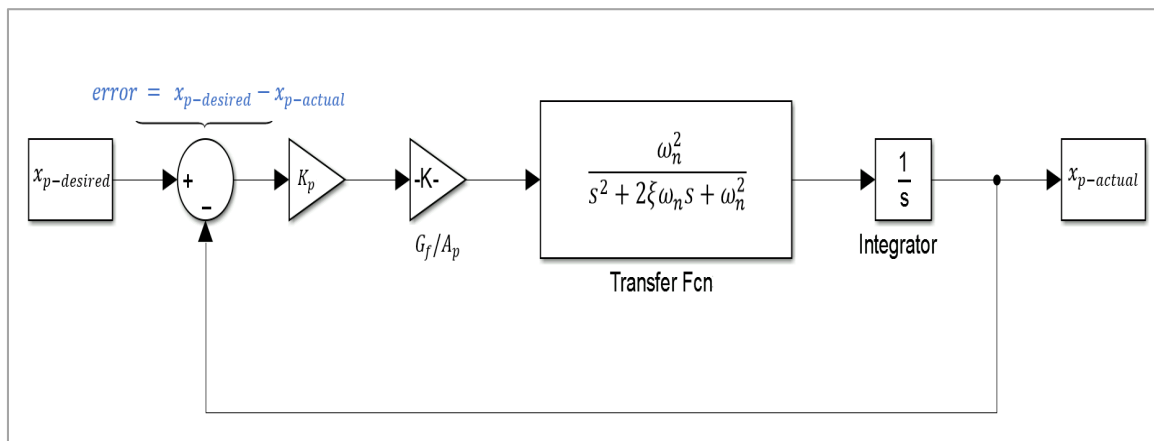 error = x_{p-desired} − x_{p-actual}
x_{p-desired}
+
−
K_p
-K-
G_f/A_p
ω_n^2
s^2 + 2ξω_n s + ω_n^2
Transfer Fcn
1
s
Integrator
x_{p-actual}